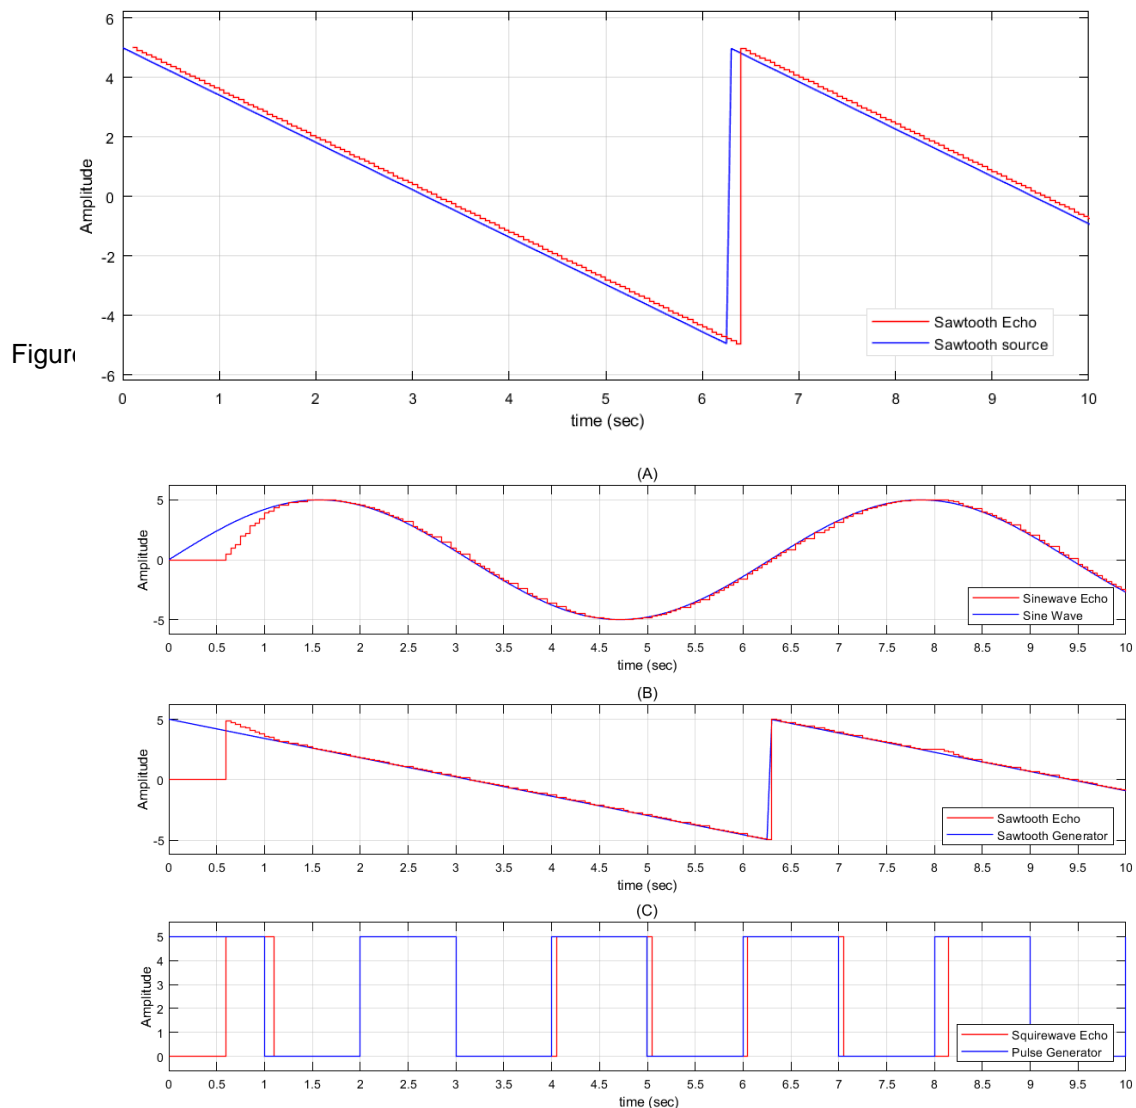 6
4
2
0
-2
-4
-6
Amplitude
Sawtooth Echo
Sawtooth source
0 1 2 3 4 5 6 7 8 9 10
time (sec)
(A)
5
0
-5
Amplitude
Sinewave Echo
Sine Wave
0 0.5 1 1.5 2 2.5 3 3.5 4 4.5 5 5.5 6 6.5 7 7.5 8 8.5 9 9.5 10
time (sec)
(B)
5
0
-5
Amplitude
Sawtooth Echo
Sawtooth Generator
0 0.5 1 1.5 2 2.5 3 3.5 4 4.5 5 5.5 6 6.5 7 7.5 8 8.5 9 9.5 10
time (sec)
(C)
5
4
3
2
1
0
Amplitude
Squirewave Echo
Pulse Generator
0 0.5 1 1.5 2 2.5 3 3.5 4 4.5 5 5.5 6 6.5 7 7.5 8 8.5 9 9.5 10
time (sec)